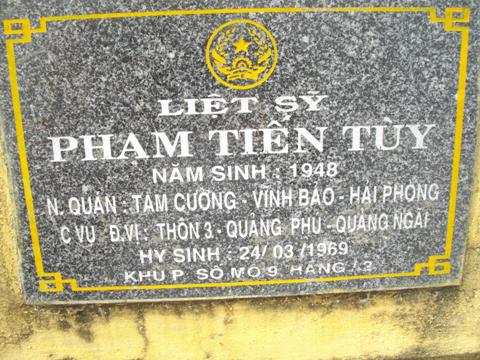 LIỆT SỸ
PHẠM TIẾN TÙY
NĂM SINH : 1948
N. QUÁN : TAM CƯỜNG - VĨNH BẢO - HẢI PHÒNG
C VỤ Đ.VỊ : THÔN 3 - QUẢNG PHÚ - QUẢNG NGÃI
HY SINH : 24/ 03 /1969
KHU P SỐ MỘ 9 HÀNG / 3